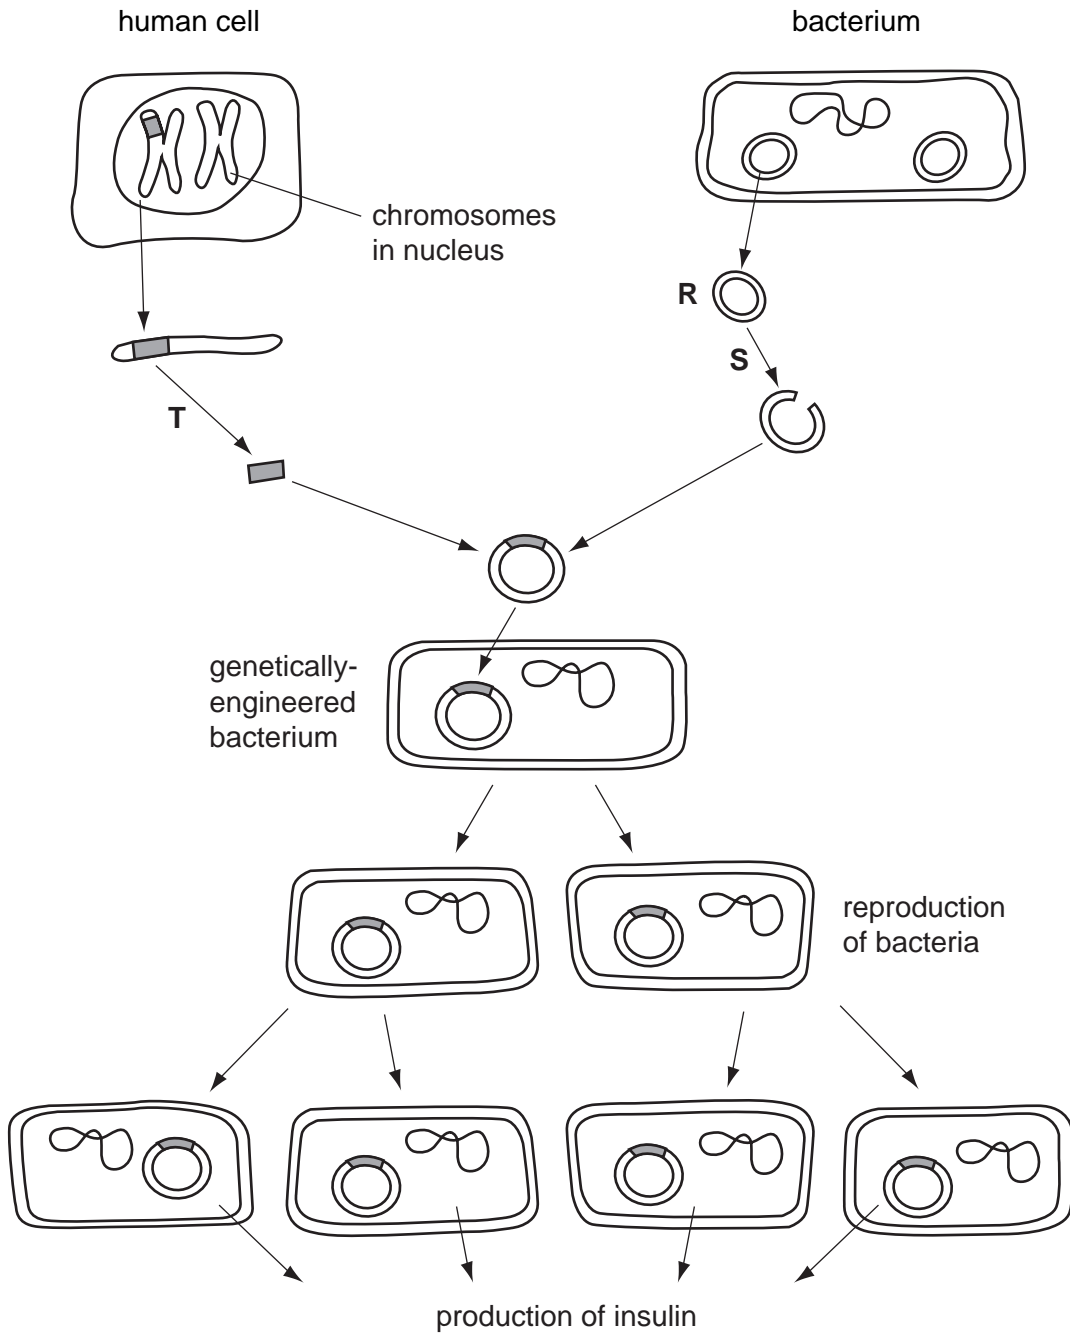 human cell
bacterium
chromosomes
in nucleus
R
S
T
genetically-
engineered
bacterium
reproduction
of bacteria
production of insulin